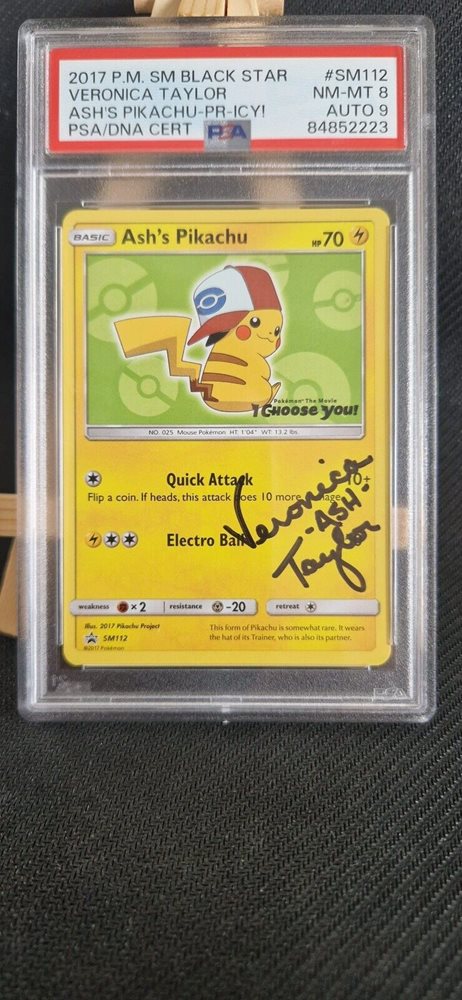 2017 P.M. SM BLACK STAR #SM112
VERONICA TAYLOR NM-MT 8
ASH'S PIKACHU-PR-ICY! AUTO 9
PSA/DNA CERT PSA 84852223
BASIC Ash's Pikachu HP 70
Pokémon The Movie
I Choose you!
NO. 025 Mouse Pokémon HT: 1'04" WT: 13.2 lbs.
Quick Attack 10+
Flip a coin. If heads, this attack does 10 more damage.
Electro Ball
Veronica
"ASH"
Taylor
weakness ×2 resistance -20 retreat
Illus. 2017 Pikachu Project
This form of Pikachu is somewhat rare. It wears
the hat of its Trainer, who is also its partner.
SM112
©2017 Pokémon
PSA